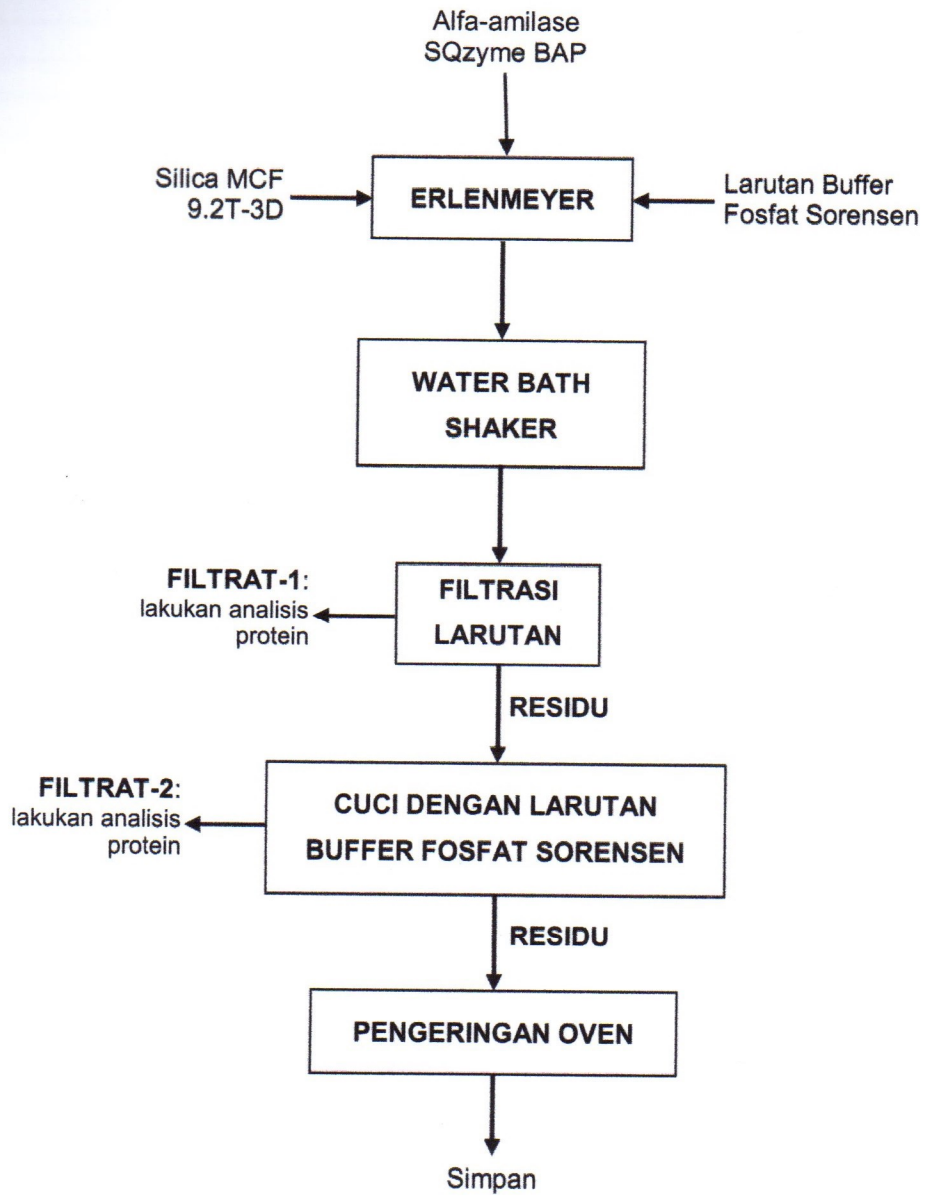 Alfa-amilase
SQzyme BAP
Silica MCF
9.2T-3D
ERLENMEYER
Larutan Buffer
Fosfat Sorensen
WATER BATH
SHAKER
FILTRAT-1:
lakukan analisis
protein
FILTRASI
LARUTAN
RESIDU
FILTRAT-2:
lakukan analisis
protein
CUCI DENGAN LARUTAN
BUFFER FOSFAT SORENSEN
RESIDU
PENGERINGAN OVEN
Simpan